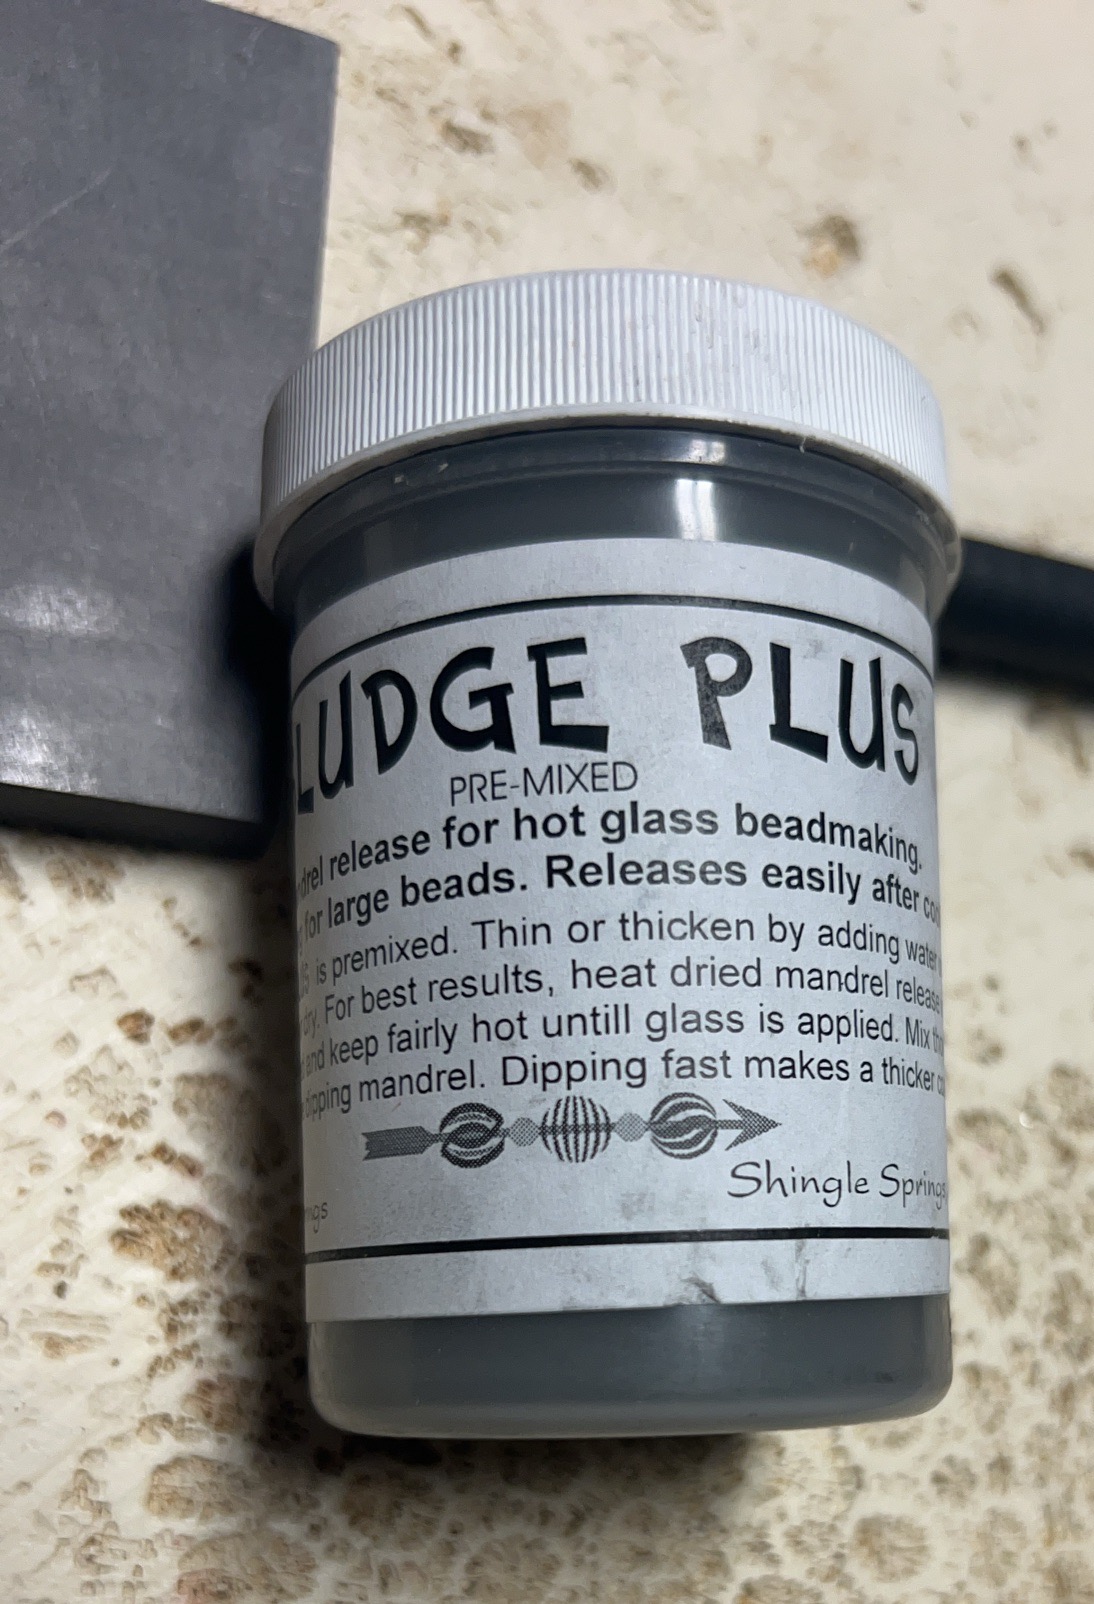 LUDGE PLUS
PRE-MIXED
release for hot glass beadmaking.
for large beads. Releases easily after
is premixed. Thin or thicken by adding water
dry. For best results, heat dried mandrel release
and keep fairly hot untill glass is applied. Mix
dipping mandrel. Dipping fast makes a thicker
Shingle Springs